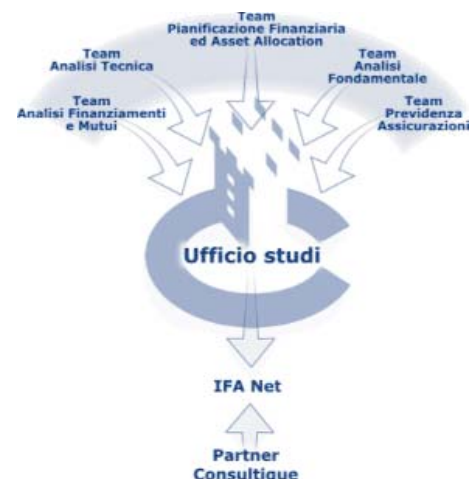 Team
Pianificazione Finanziaria
ed Asset Allocation
Team
Analisi Tecnica
Team
Analisi
Fondamentale
Team
Analisi Finanziamenti
e Mutui
Team
Previdenza
Assicurazioni
Ufficio studi
IFA Net
Partner
Consultique